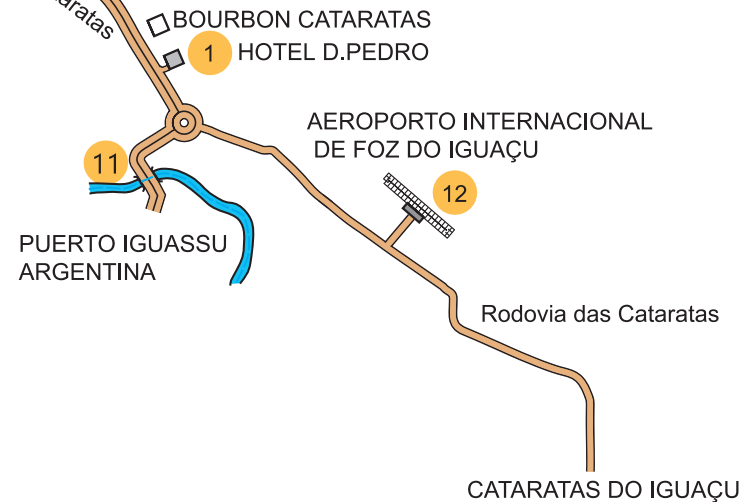 BOURBON CATARATAS
1 HOTEL D.PEDRO
AEROPORTO INTERNACIONAL
DE FOZ DO IGUAÇU
11
12
PUERTO IGUASSU
ARGENTINA
Rodovia das Cataratas
CATARATAS DO IGUAÇU